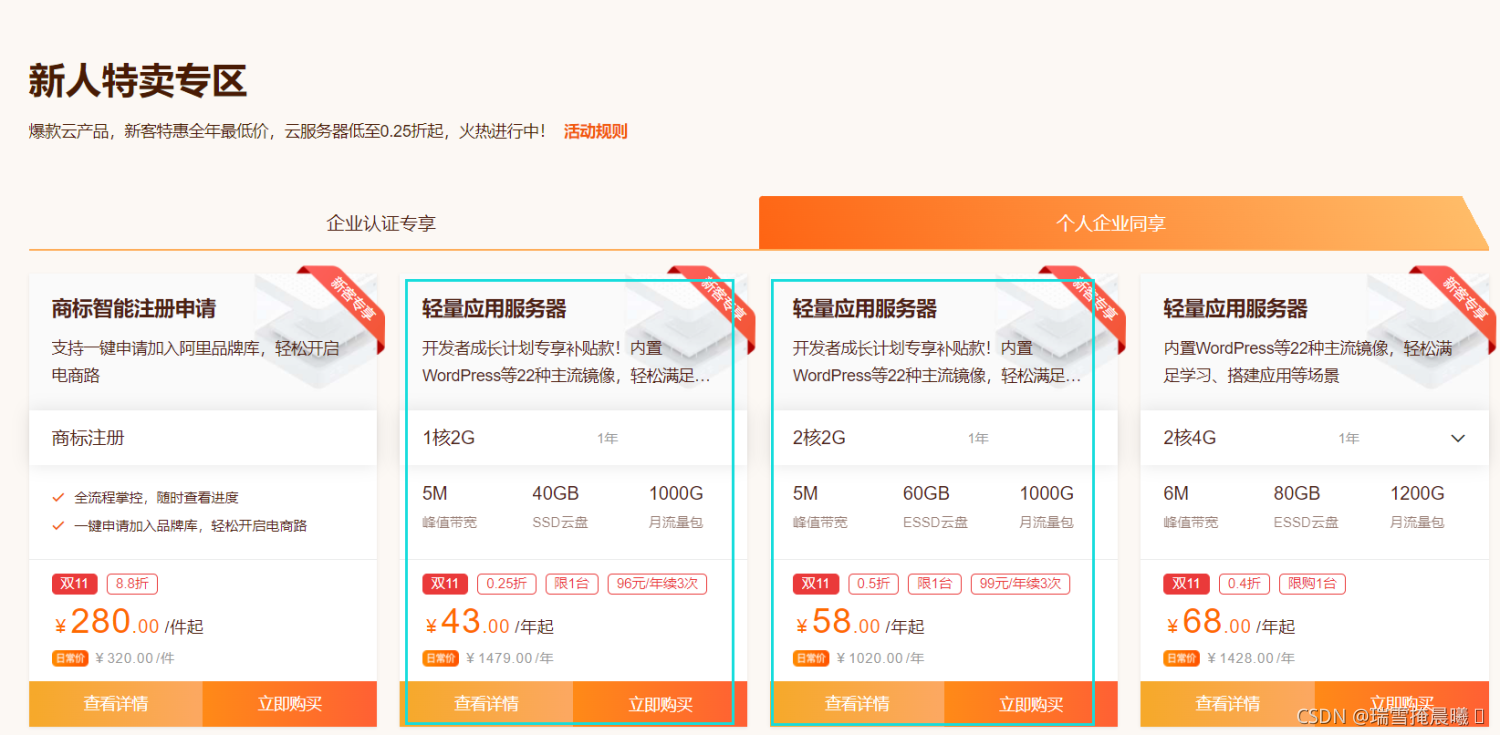 新人特卖专区
爆款云产品，新客特惠全年最低价，云服务器低至0.25折起，火热进行中！ 活动规则
企业认证专享
个人企业同享
新客专享
商标智能注册申请
支持一键申请加入阿里品牌库，轻松开启
电商路
商标注册
全流程掌控，随时查看进度
一键申请加入品牌库，轻松开启电商路
双11 8.8折
¥280.00 /件起
日常价 ¥320.00/件
查看详情 立即购买
新客专享
轻量应用服务器
开发者成长计划专享补贴款！内置
WordPress等22种主流镜像，轻松满足...
1核2G 1年
5M 40GB 1000G
峰值带宽 SSD云盘 月流量包
双11 0.25折 限1台 96元/年续3次
¥43.00 /年起
日常价 ¥1479.00/年
查看详情 立即购买
新客专享
轻量应用服务器
开发者成长计划专享补贴款！内置
WordPress等22种主流镜像，轻松满足...
2核2G 1年
5M 60GB 1000G
峰值带宽 ESSD云盘 月流量包
双11 0.5折 限1台 99元/年续3次
¥58.00 /年起
日常价 ¥1020.00/年
查看详情 立即购买
新客专享
轻量应用服务器
内置WordPress等22种主流镜像，轻松满
足学习、搭建应用等场景
2核4G 1年
6M 80GB 1200G
峰值带宽 ESSD云盘 月流量包
双11 0.4折 限购1台
¥68.00 /年起
日常价 ¥1428.00/年
查看详情 立即购买
CSDN @瑞雪掩晨曦